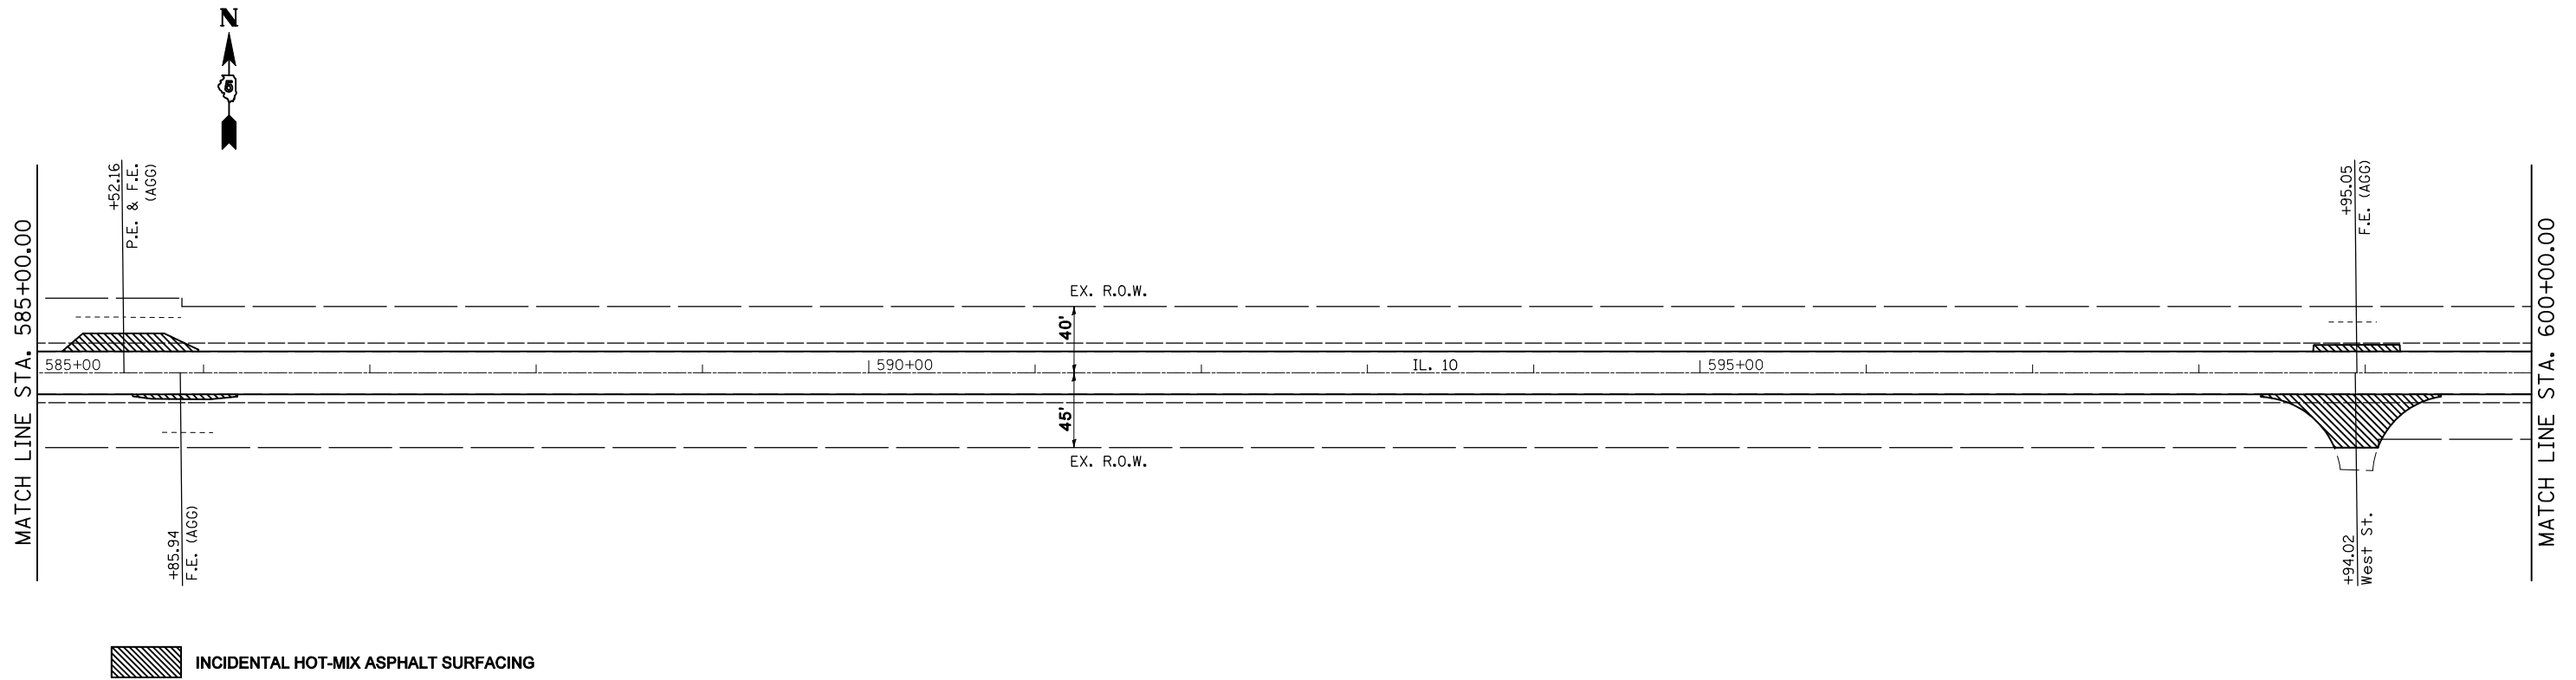 N
5
+52.16
P.E. & F.E.
(AGG)
+95.05
F.E. (AGG)
MATCH LINE STA. 585+00.00
EX. R.O.W.
40'
585+00
590+00
IL. 10
595+00
45'
EX. R.O.W.
MATCH LINE STA. 600+00.00
+85.94
F.E. (AGG)
+94.02
West St.
INCIDENTAL HOT-MIX ASPHALT SURFACING